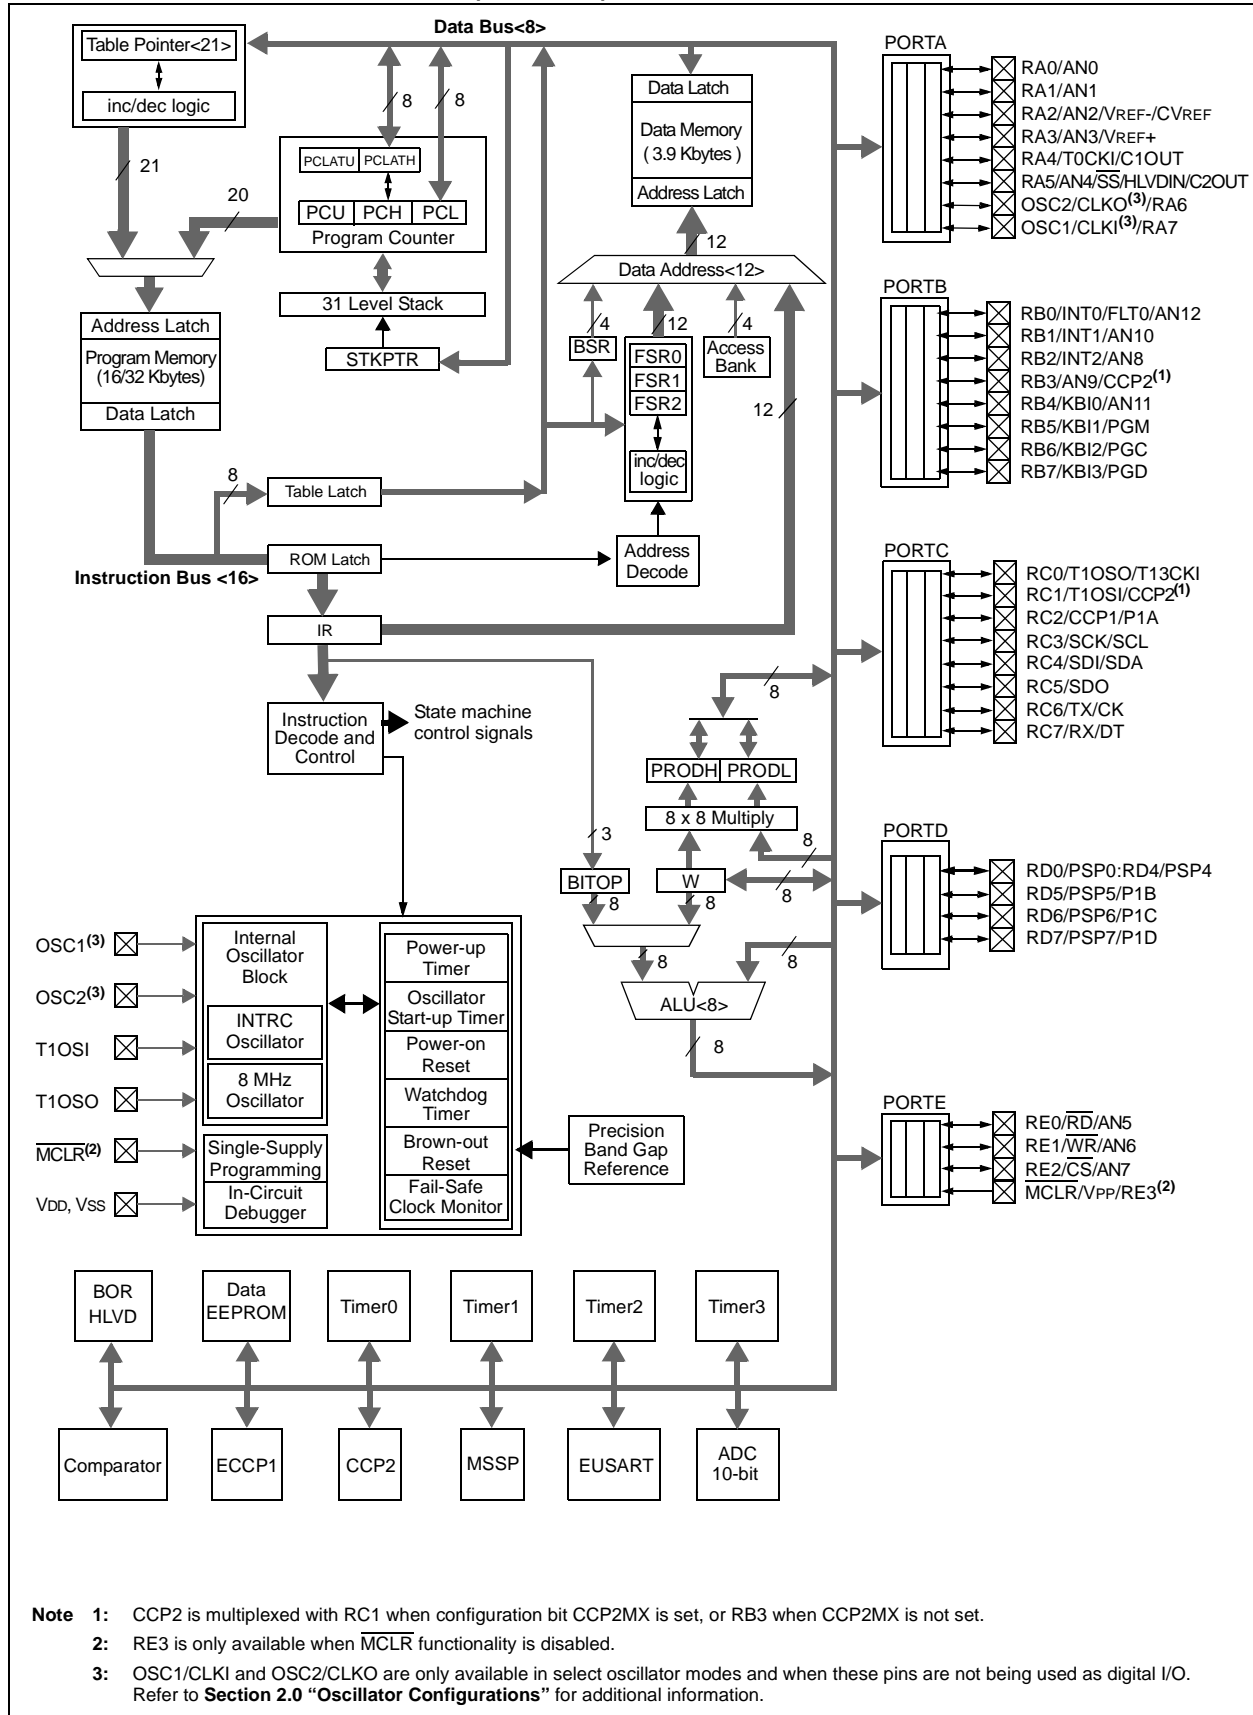 Data Bus<8>
Table Pointer<21>
inc/dec logic
21
20
8
8
PCLATU PCLATH
PCU PCH PCL
Program Counter
31 Level Stack
STKPTR
Data Latch
Data Memory
( 3.9 Kbytes )
Address Latch
12
Data Address<12>
4
12
4
BSR
FSR0
FSR1
FSR2
inc/dec
logic
Access
Bank
12
Address Latch
Program Memory
(16/32 Kbytes)
Data Latch
8
Table Latch
ROM Latch
Instruction Bus <16>
Address
Decode
IR
Instruction
Decode and
Control
State machine
control signals
8
PRODH PRODL
8 x 8 Multiply
3
8
BITOP
W
8
8
8
8
8
ALU<8>
8
OSC1(3)
OSC2(3)
T1OSI
T1OSO
MCLR(2)
VDD, VSS
Internal
Oscillator
Block
INTRC
Oscillator
8 MHz
Oscillator
Single-Supply
Programming
In-Circuit
Debugger
Power-up
Timer
Oscillator
Start-up Timer
Power-on
Reset
Watchdog
Timer
Brown-out
Reset
Fail-Safe
Clock Monitor
Precision
Band Gap
Reference
PORTA
RA0/AN0
RA1/AN1
RA2/AN2/VREF-/CVREF
RA3/AN3/VREF+
RA4/T0CKI/C1OUT
RA5/AN4/SS/HLVDIN/C2OUT
OSC2/CLKO(3)/RA6
OSC1/CLKI(3)/RA7
PORTB
RB0/INT0/FLT0/AN12
RB1/INT1/AN10
RB2/INT2/AN8
RB3/AN9/CCP2(1)
RB4/KBI0/AN11
RB5/KBI1/PGM
RB6/KBI2/PGC
RB7/KBI3/PGD
PORTC
RC0/T1OSO/T13CKI
RC1/T1OSI/CCP2(1)
RC2/CCP1/P1A
RC3/SCK/SCL
RC4/SDI/SDA
RC5/SDO
RC6/TX/CK
RC7/RX/DT
PORTD
RD0/PSP0:RD4/PSP4
RD5/PSP5/P1B
RD6/PSP6/P1C
RD7/PSP7/P1D
PORTE
RE0/RD/AN5
RE1/WR/AN6
RE2/CS/AN7
MCLR/VPP/RE3(2)
BOR
HLVD
Data
EEPROM
Timer0
Timer1
Timer2
Timer3
Comparator
ECCP1
CCP2
MSSP
EUSART
ADC
10-bit
Note 1: CCP2 is multiplexed with RC1 when configuration bit CCP2MX is set, or RB3 when CCP2MX is not set.
2: RE3 is only available when MCLR functionality is disabled.
3: OSC1/CLKI and OSC2/CLKO are only available in select oscillator modes and when these pins are not being used as digital I/O.
Refer to Section 2.0 “Oscillator Configurations” for additional information.